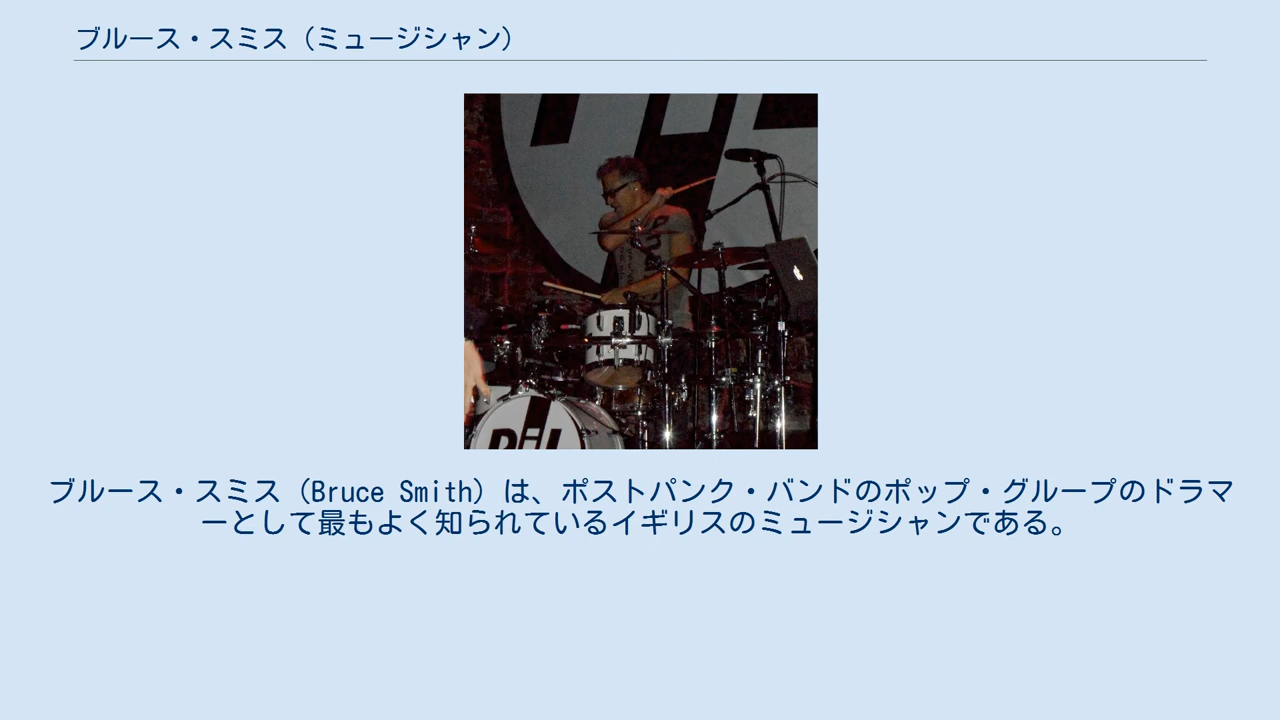 ブルース・スミス（ミュージシャン）
PiL
ブルース・スミス（Bruce Smith）は、ポストパンク・バンドのポップ・グループのドラマ
ーとして最もよく知られているイギリスのミュージシャンである。